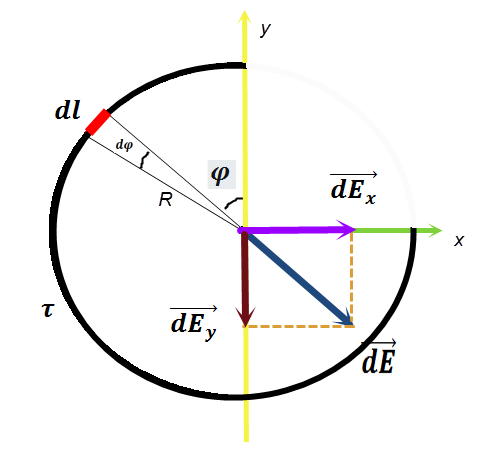 y
dl
dφ
φ
R
dE_x
x
τ
dE_y
dE